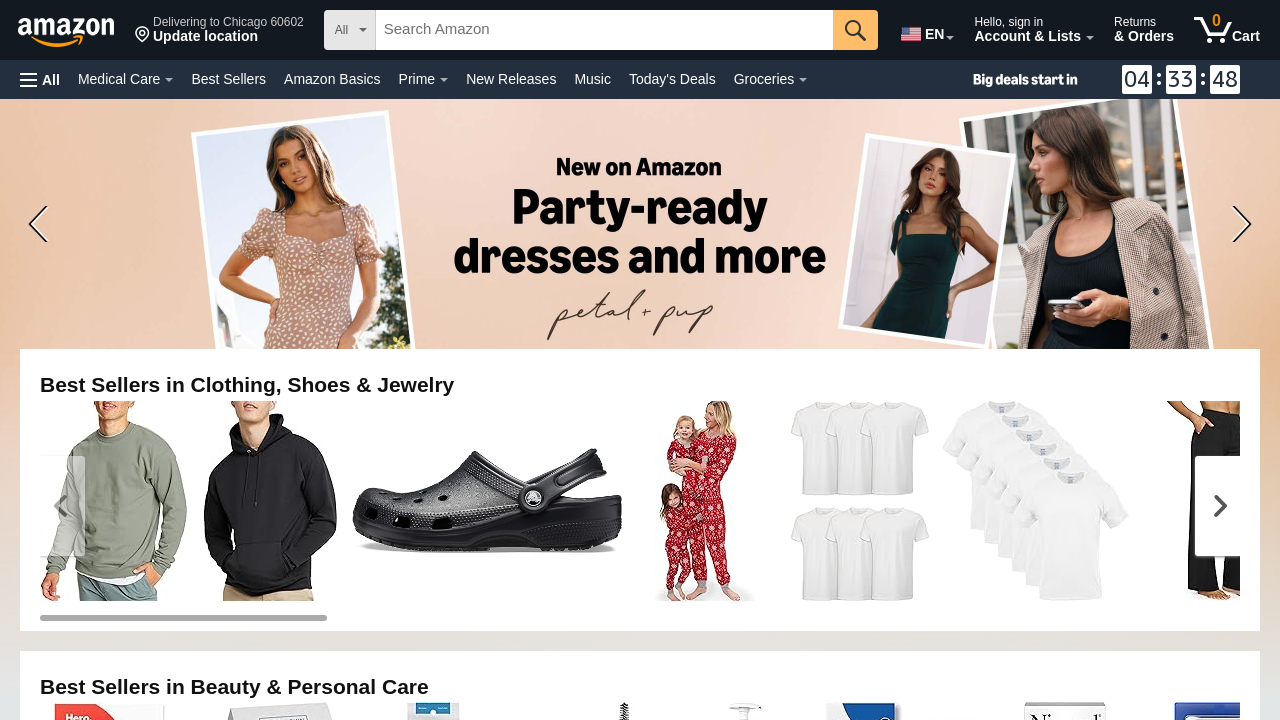 amazon
Delivering to Chicago 60602
Update location
All
Search Amazon
EN
Hello, sign in
Account & Lists
Returns
& Orders
0
Cart
All
Medical Care
Best Sellers
Amazon Basics
Prime
New Releases
Music
Today's Deals
Groceries
Big deals start in
04 : 33 : 48
New on Amazon
Party-ready
dresses and more
petal + pup
Best Sellers in Clothing, Shoes & Jewelry
Best Sellers in Beauty & Personal Care
Hero